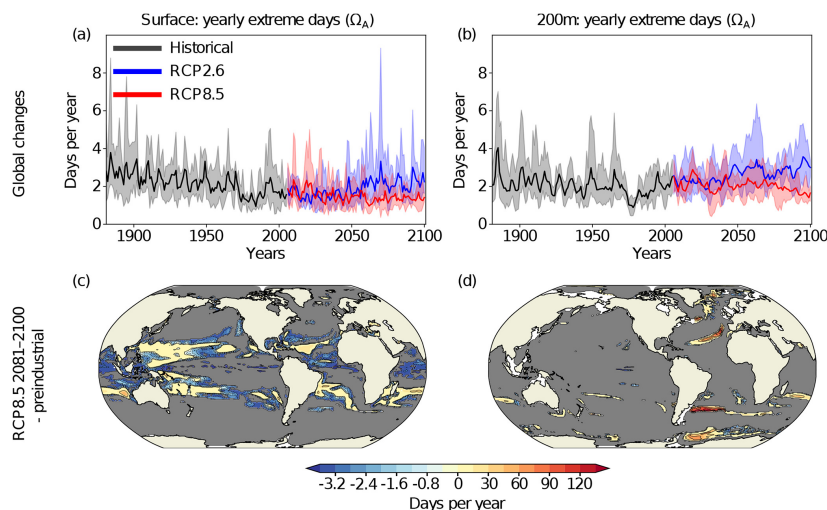 Surface: yearly extreme days (Ω_A)
200m: yearly extreme days (Ω_A)
(a)
(b)
Historical
RCP2.6
RCP8.5
Global changes
Days per year
8
6
4
2
0
1900
1950
2000
2050
2100
Years
Days per year
8
6
4
2
0
1900
1950
2000
2050
2100
Years
(c)
(d)
RCP8.5 2081–2100
- preindustrial
-3.2 -2.4 -1.6 -0.8 0 30 60 90 120
Days per year